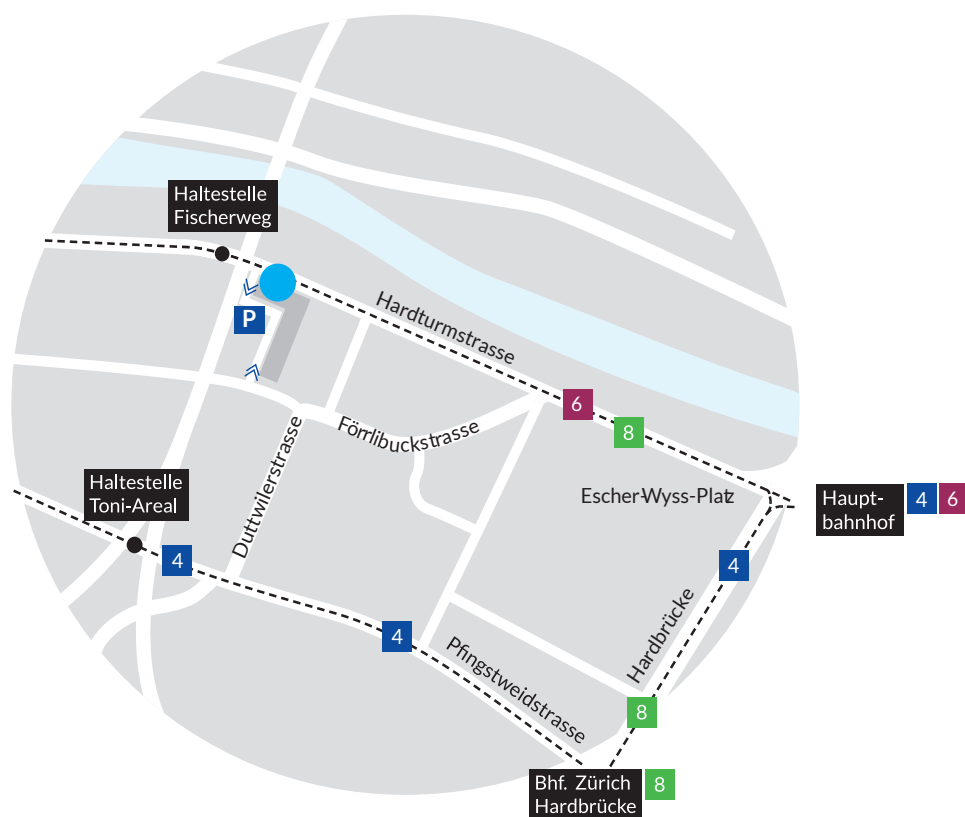 Haltestelle
Fischerweg
P
Hardturmstrasse
6
8
Förrlibuckstrasse
Duttwilerstrasse
Haltestelle
Toni-Areal
4
Escher-Wyss-Platz
Haupt-
bahnhof
4
6
4
Hardbrücke
4
Pfingstweidstrasse
8
Bhf. Zürich
Hardbrücke
8